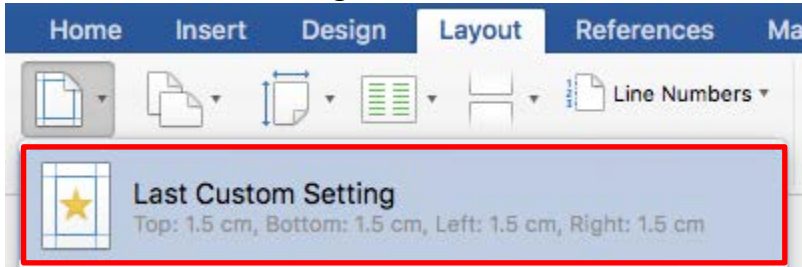 Home Insert Design Layout References Ma
Line Numbers
Last Custom Setting
Top: 1.5 cm, Bottom: 1.5 cm, Left: 1.5 cm, Right: 1.5 cm